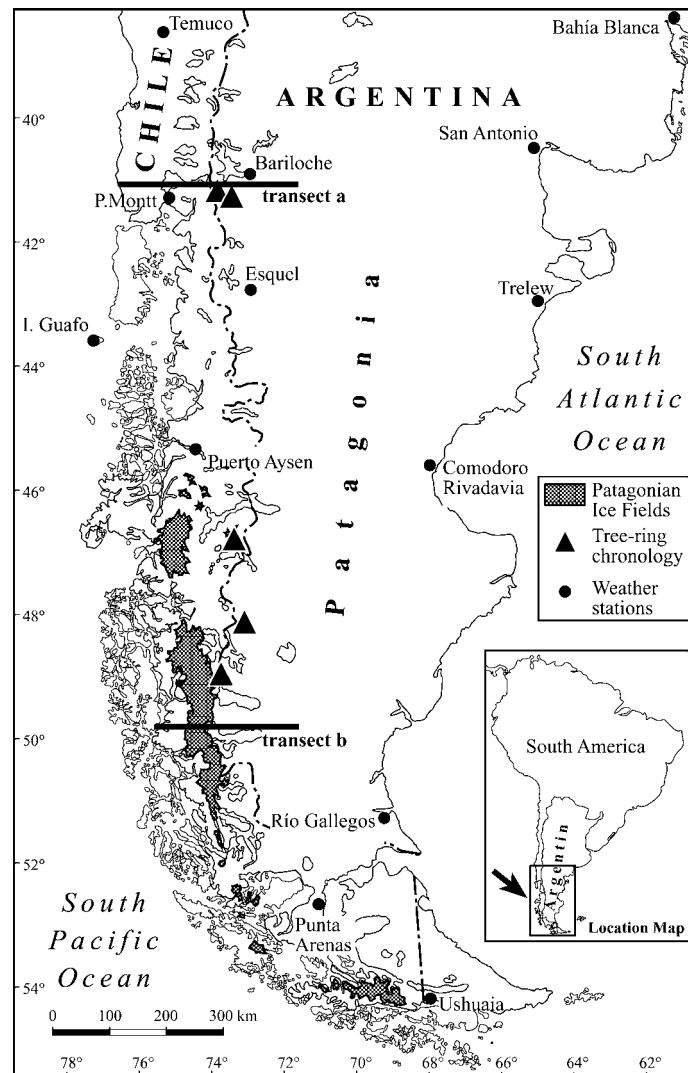 Temuco
Bahía Blanca
CHILE
ARGENTINA
40°
San Antonio
Bariloche
P.Montt
transect a
42°
Esquel
Trelew
I. Guafo
44°
Patagonia
South
Atlantic
Ocean
Puerto Aysen
Comodoro
Rivadavia
46°
Patagonian
Ice Fields
Tree-ring
chronology
Weather
stations
48°
50°
transect b
South America
Argentin
Location Map
Río Gallegos
52°
South
Pacific
Ocean
Punta
Arenas
54°
Ushuaia
0 100 200 300 km
78° 76° 74° 72° 70° 68° 66° 64° 62°